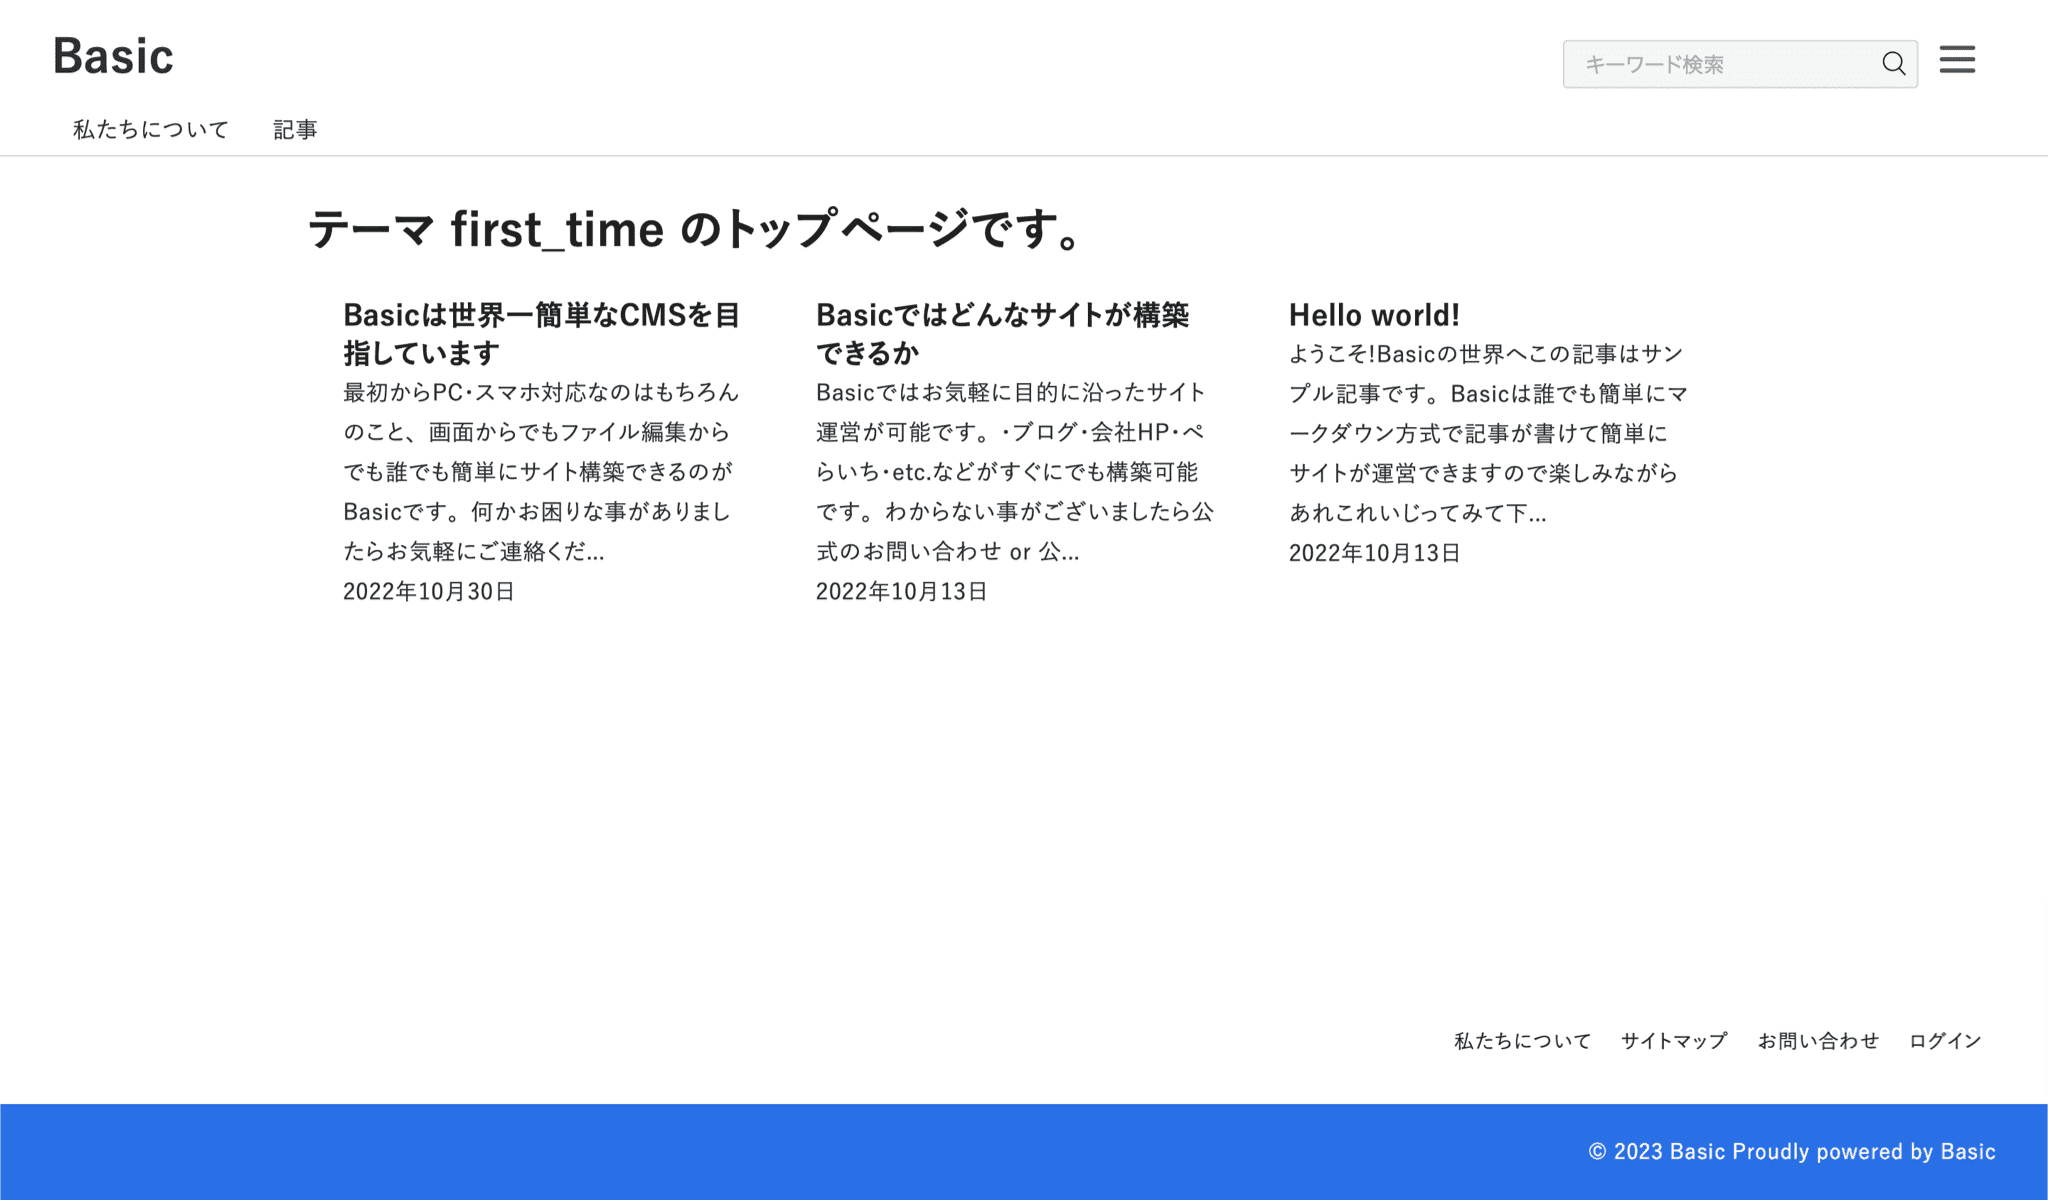 Basic
キーワード検索
私たちについて
記事
テーマ first_time のトップページです。
Basicは世界一簡単なCMSを目
指しています
最初からPC・スマホ対応なのはもちろん
のこと、画面からでもファイル編集から
でも誰でも簡単にサイト構築できるのが
Basicです。何かお困りな事がありまし
たらお気軽にご連絡くだ...
2022年10月30日
Basicではどんなサイトが構築
できるか
Basicではお気軽に目的に沿ったサイト
運営が可能です。・ブログ・会社HP・ペ
らいち・etc.などがすぐにでも構築可能
です。わからない事がございましたら公
式のお問い合わせ or 公...
2022年10月13日
Hello world!
ようこそ!Basicの世界へこの記事はサン
プル記事です。Basicは誰でも簡単にマ
ークダウン方式で記事が書けて簡単に
サイトが運営できますので楽しみながら
あれこれいじってみて下...
2022年10月13日
私たちについて
サイトマップ
お問い合わせ
ログイン
© 2023 Basic Proudly powered by Basic